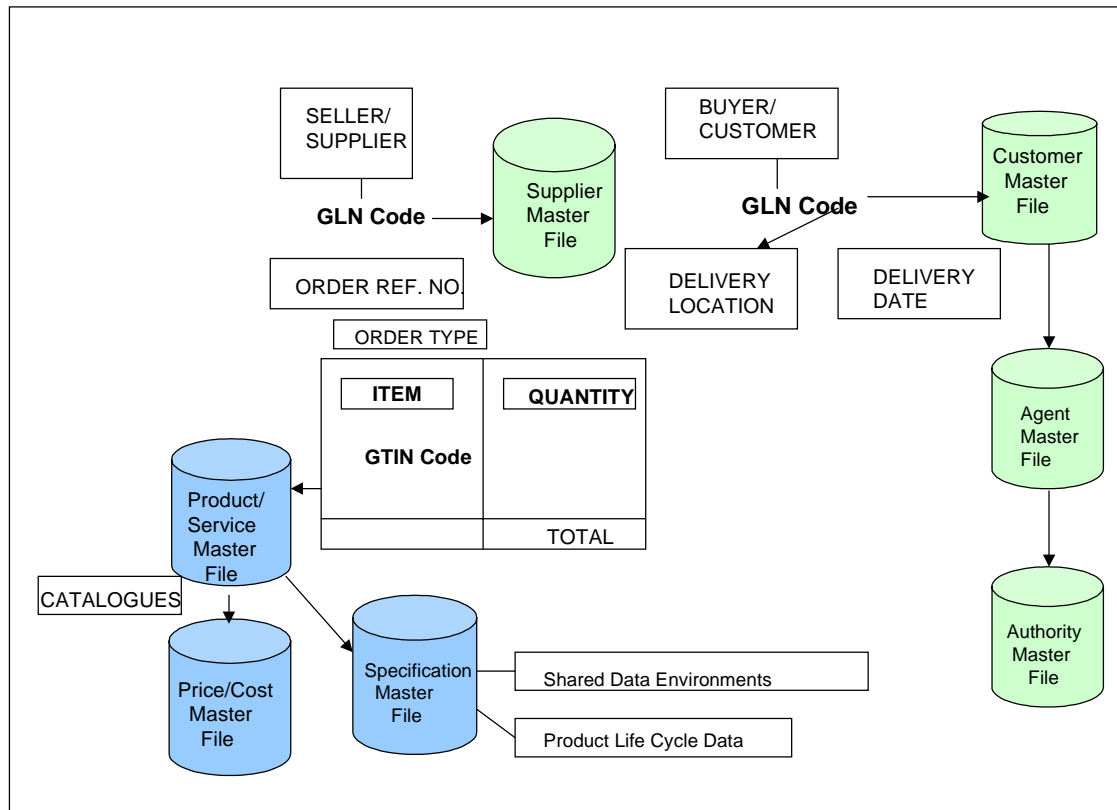 SELLER/
SUPPLIER
BUYER/
CUSTOMER
GLN Code
Supplier
Master
File
GLN Code
Customer
Master
File
ORDER REF. NO.
DELIVERY
LOCATION
DELIVERY
DATE
ORDER TYPE
ITEM
QUANTITY
GTIN Code
TOTAL
Agent
Master
File
Product/
Service
Master
File
CATALOGUES
Price/Cost
Master
File
Specification
Master
File
Shared Data Environments
Product Life Cycle Data
Authority
Master
File